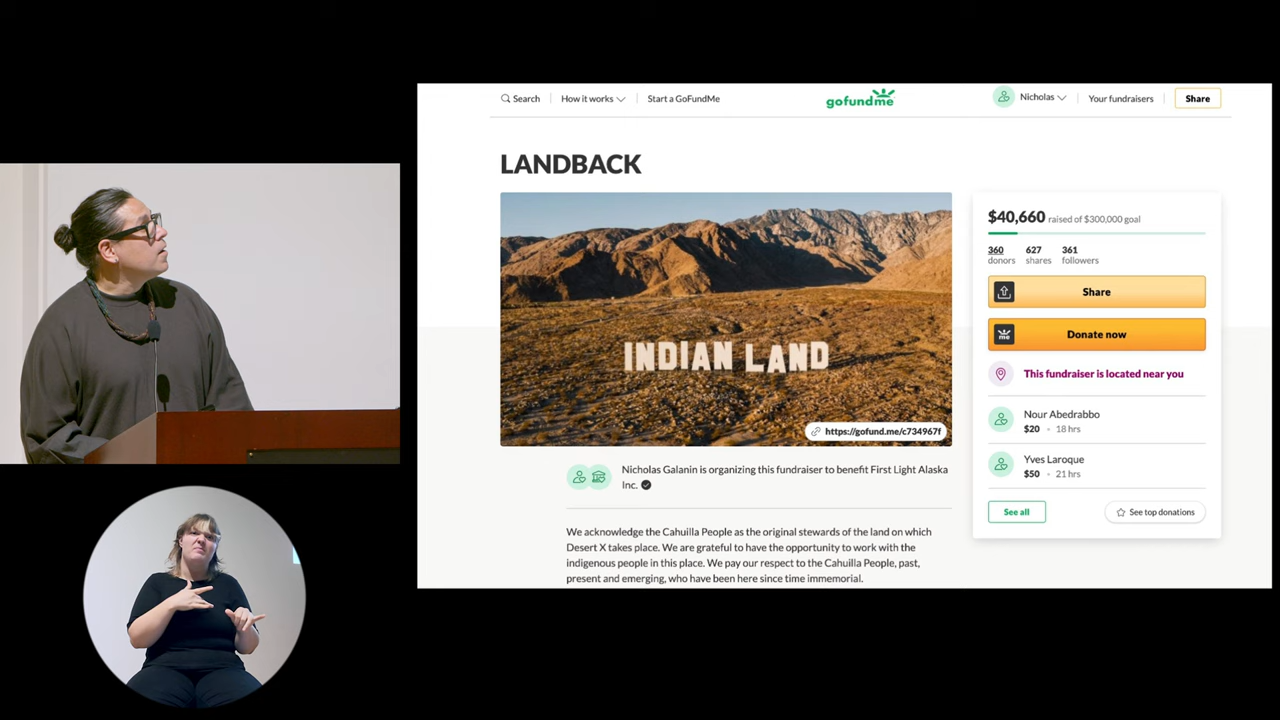 Search
How it works
Start a GoFundMe
gofundme
Nicholas
Your fundraisers
Share
LANDBACK
INDIAN LAND
https://gofund.me/c734967f
$40,660 raised of $300,000 goal
360 627 361
donors shares followers
Share
me Donate now
This fundraiser is located near you
Nour Abedrabbo
$20 • 18 hrs
Yves Laroque
$50 • 21 hrs
See all
See top donations
Nicholas Galanin is organizing this fundraiser to benefit First Light Alaska
Inc.
We acknowledge the Cahuilla People as the original stewards of the land on which
Desert X takes place. We are grateful to have the opportunity to work with the
indigenous people in this place. We pay our respect to the Cahuilla People, past,
present and emerging, who have been here since time immemorial.